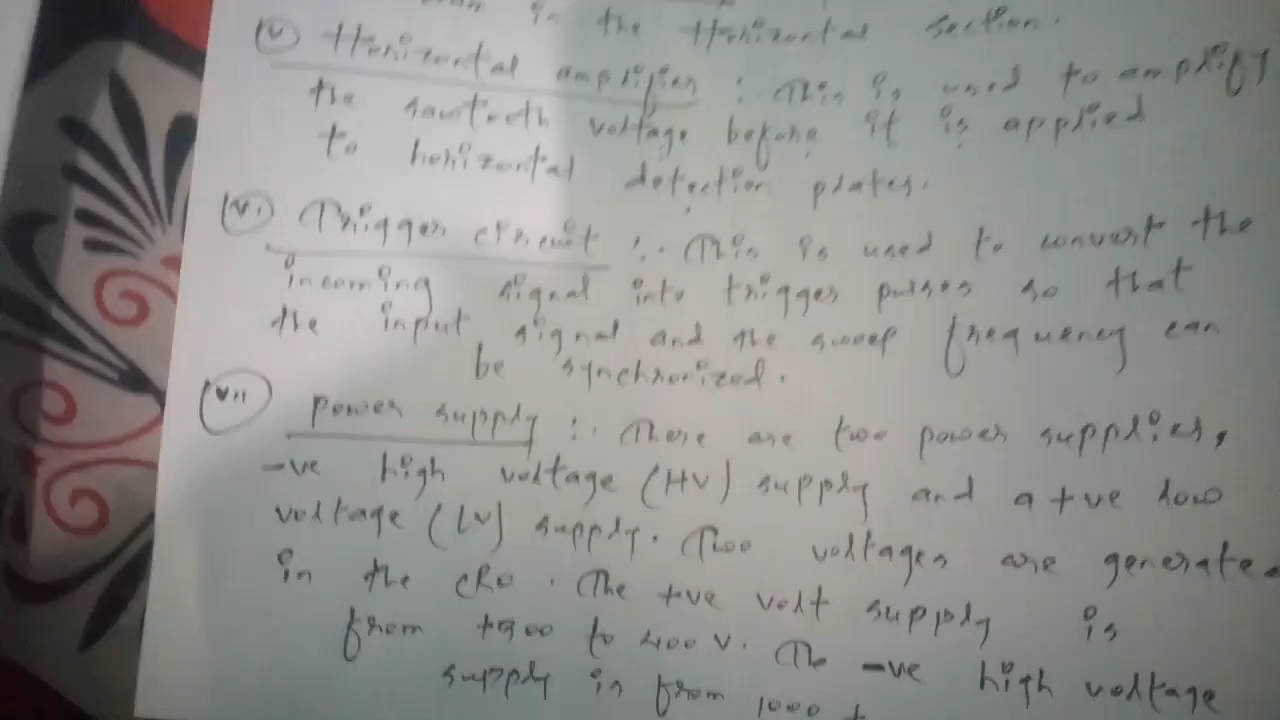 in the Horizontal section.
(v) Horizontal amplifier : This is used to amplify
the sawtooth voltage before it is applied
to horizontal detection plates.
(vi) Trigger circuit :. This is used to convert the
incoming signal into trigger pulses so that
the input signal and the sweep frequency can
be synchronized.
(vii) Power supply :. There are two power supplies,
-ve high voltage (HV) supply and a +ve low
voltage (LV) supply. Two voltages are generate
in the CRO. The +ve volt supply is
from +900 to 400 V. The -ve high voltage
supply is from 1000